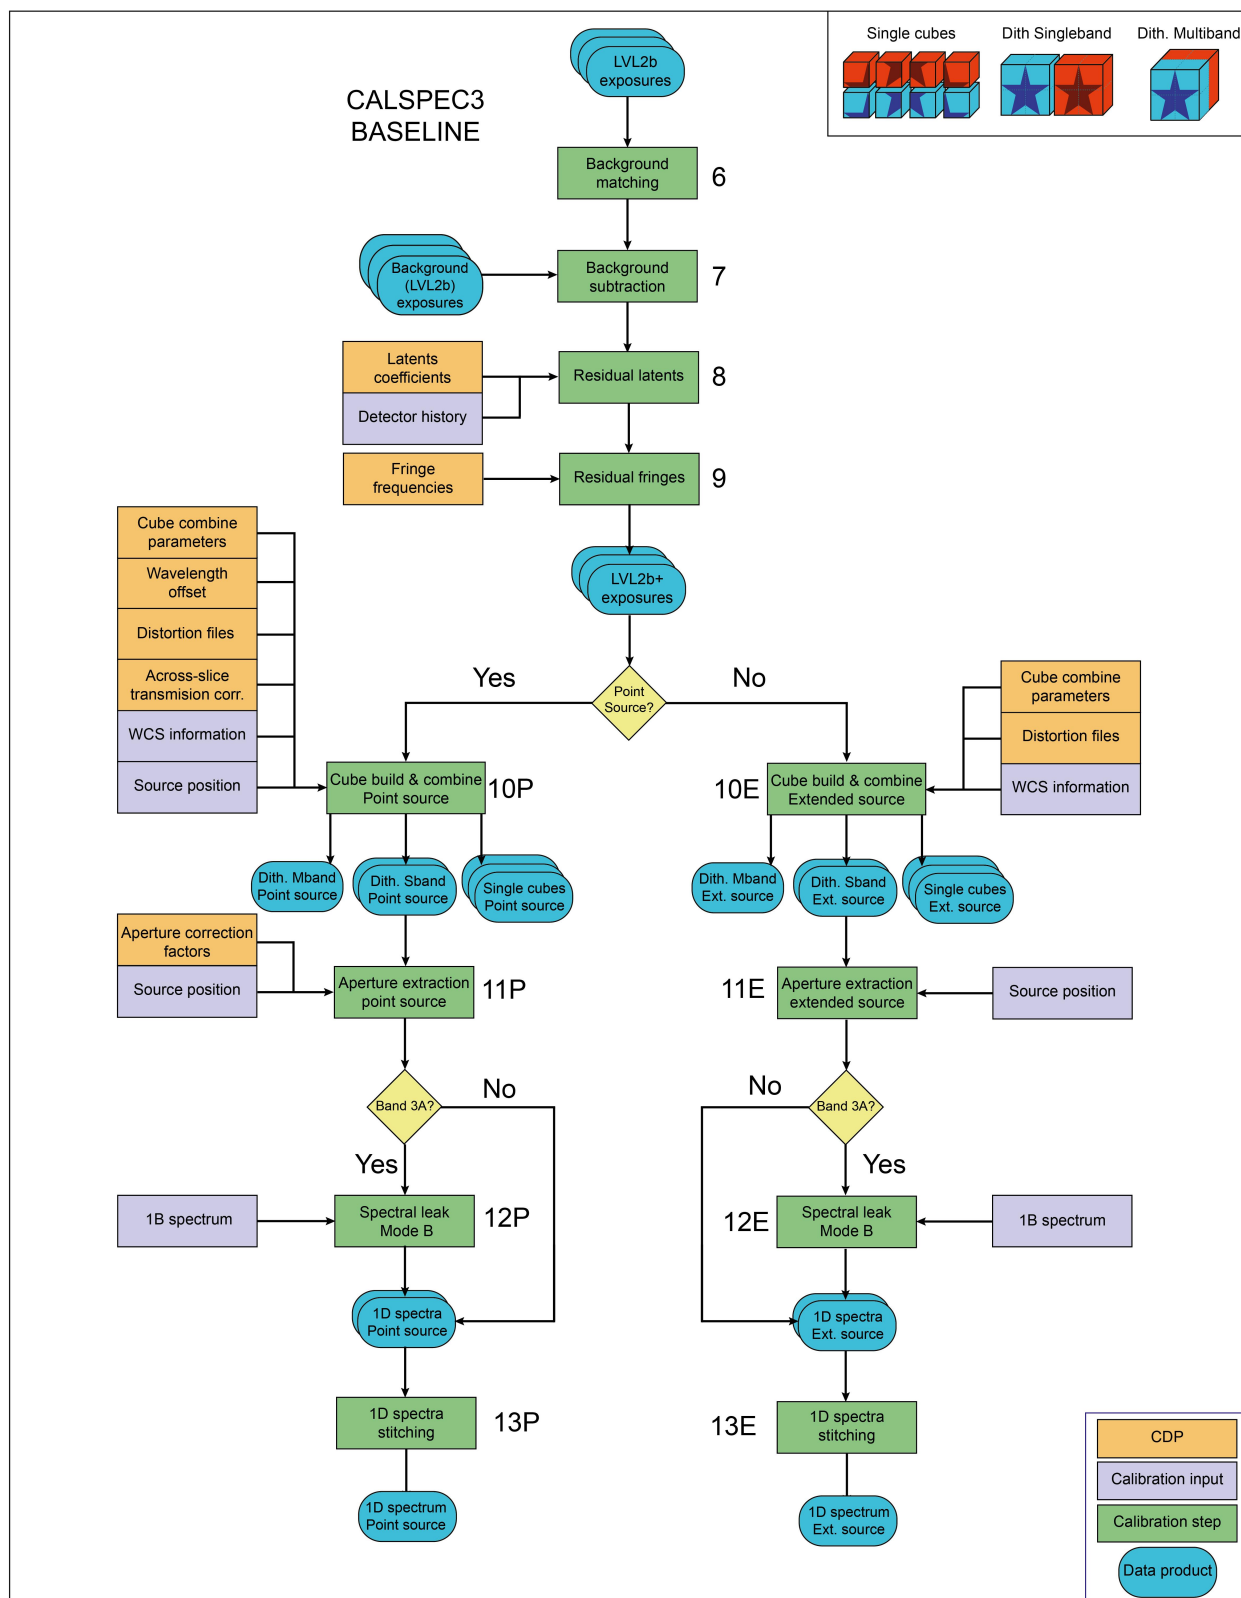 Single cubes
Dith Singleband
Dith. Multiband
LVL2b
exposures
CALSPEC3
BASELINE
Background
matching
6
Background
(LVL2b)
exposures
Background
subtraction
7
Latents
coefficients
Detector history
Residual latents
8
Fringe
frequencies
Residual fringes
9
LVL2b+
exposures
Cube combine
parameters
Wavelength
offset
Distortion files
Across-slice
transmision corr.
WCS information
Source position
Yes
Point
Source?
No
Cube combine
parameters
Distortion files
WCS information
Cube build & combine
Point source
10P
10E
Cube build & combine
Extended source
Dith. Mband
Point source
Dith. Sband
Point source
Single cubes
Point source
Dith. Mband
Ext. source
Dith. Sband
Ext. source
Single cubes
Ext. source
Aperture correction
factors
Source position
Aperture extraction
point source
11P
11E
Aperture extraction
extended source
Source position
Band 3A?
No
Yes
No
Band 3A?
Yes
1B spectrum
Spectral leak
Mode B
12P
12E
Spectral leak
Mode B
1B spectrum
1D spectra
Point source
1D spectra
Ext. source
1D spectra
stitching
13P
13E
1D spectra
stitching
1D spectrum
Point source
1D spectrum
Ext. source
CDP
Calibration input
Calibration step
Data product